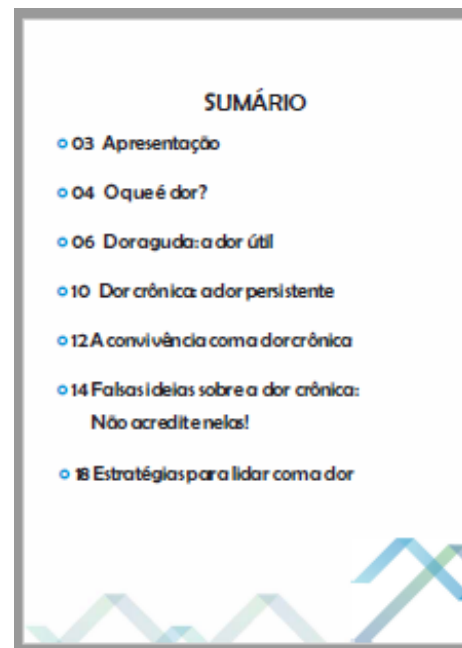 SUMÁRIO
03 Apresentação
04 O que é dor?
06 Dor aguda: a dor útil
10 Dor crônica: a dor persistente
12 A convivência com a dor crônica
14 Falsas ideias sobre a dor crônica:
Não acredite nelas!
18 Estratégias para lidar com a dor